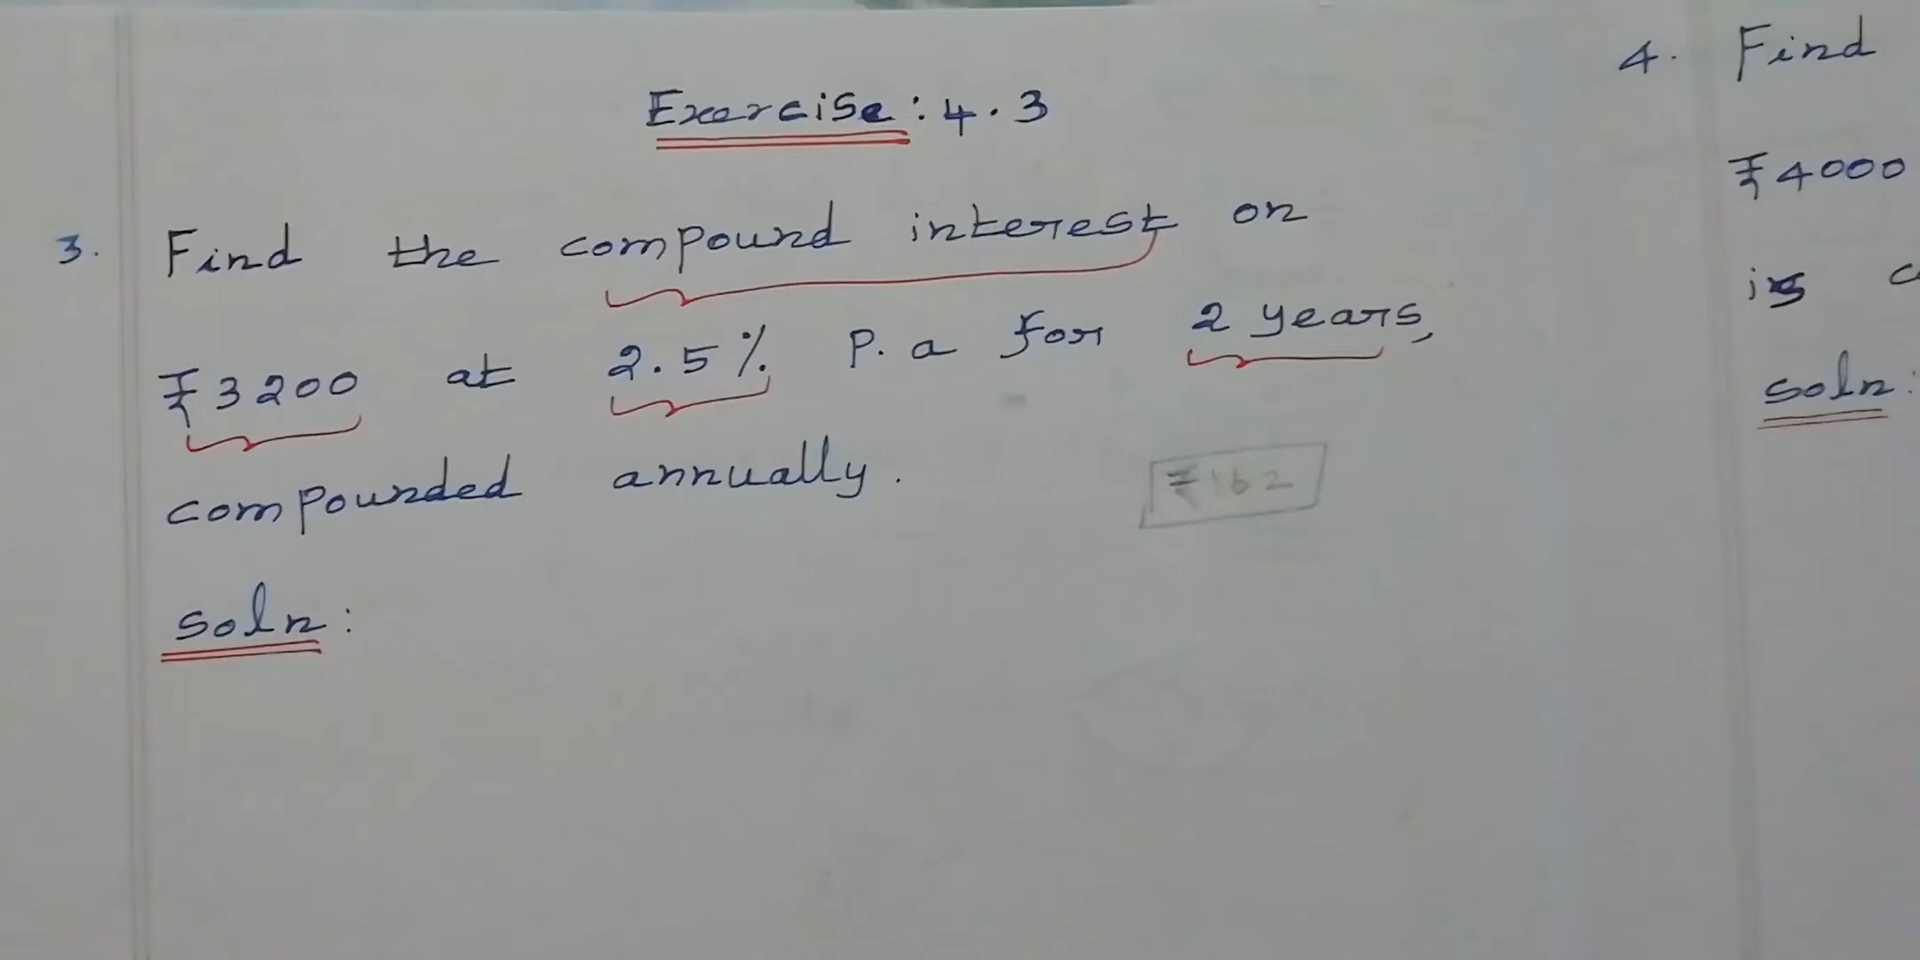 Exercise: 4.3
3. Find the compound interest on
₹3200 at 2.5% P.a for 2 years,
compounded annually.
₹162
Soln:
4. Find
₹4000
is
Soln: